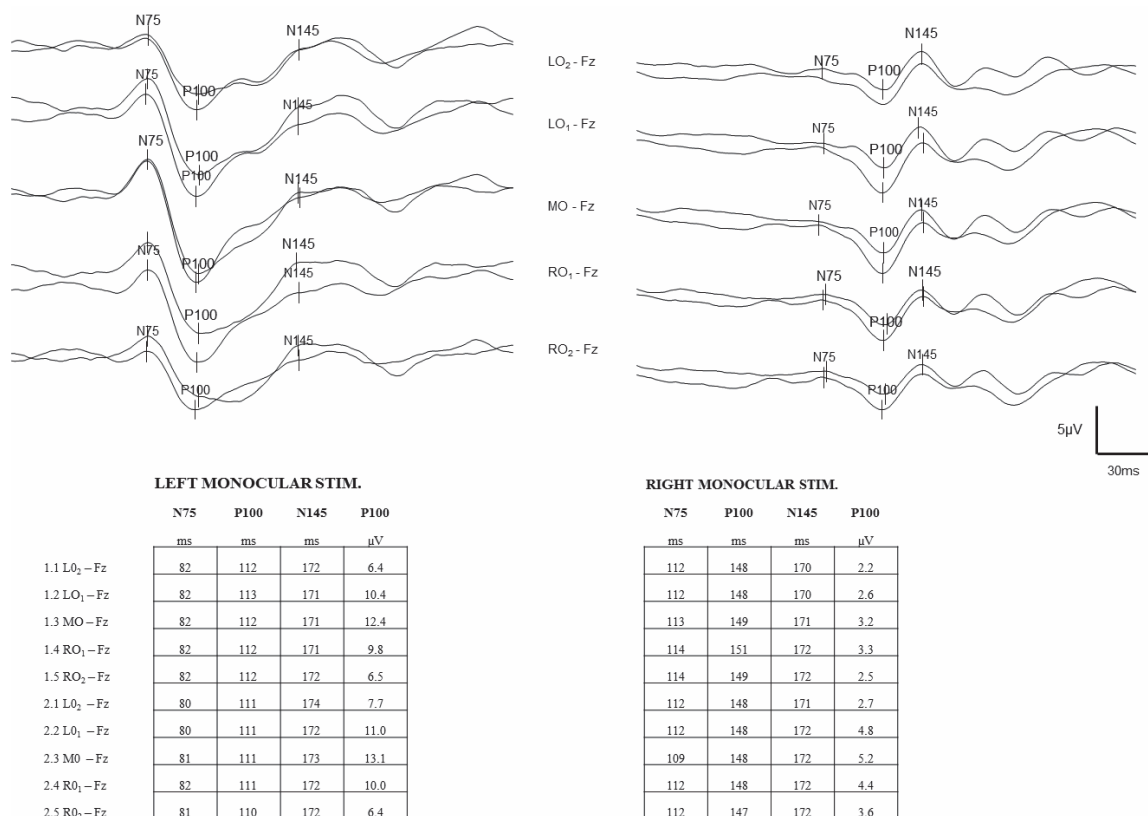 N75 N145
P100
N75 N145
P100
P100
N75 N145
P100
N75 N145
N145
P100
N75 N145
P100
LO₂ - Fz
LO₁ - Fz
MO - Fz
RO₁ - Fz
RO₂ - Fz
N75 P100 N145
N75 P100 N145
N75 P100 N145
N75 P100 N145
N75 P100 N145
5µV
30ms
LEFT MONOCULAR STIM.
N75 P100 N145 P100
ms ms ms µV
1.1 L0₂ – Fz 82 112 172 6.4
1.2 LO₁ – Fz 82 113 171 10.4
1.3 MO – Fz 82 112 171 12.4
1.4 RO₁ – Fz 82 112 171 9.8
1.5 RO₂ – Fz 82 112 172 6.5
2.1 L0₂ – Fz 80 111 174 7.7
2.2 L0₁ – Fz 80 111 172 11.0
2.3 M0 – Fz 81 111 173 13.1
2.4 R0₁ – Fz 82 111 172 10.0
2.5 R0₂ – Fz 81 110 172 6.4
RIGHT MONOCULAR STIM.
N75 P100 N145 P100
ms ms ms µV
112 148 170 2.2
112 148 170 2.6
113 149 171 3.2
114 151 172 3.3
114 149 172 2.5
112 148 171 2.7
112 148 172 4.8
109 148 172 5.2
112 148 172 4.4
112 147 172 3.6